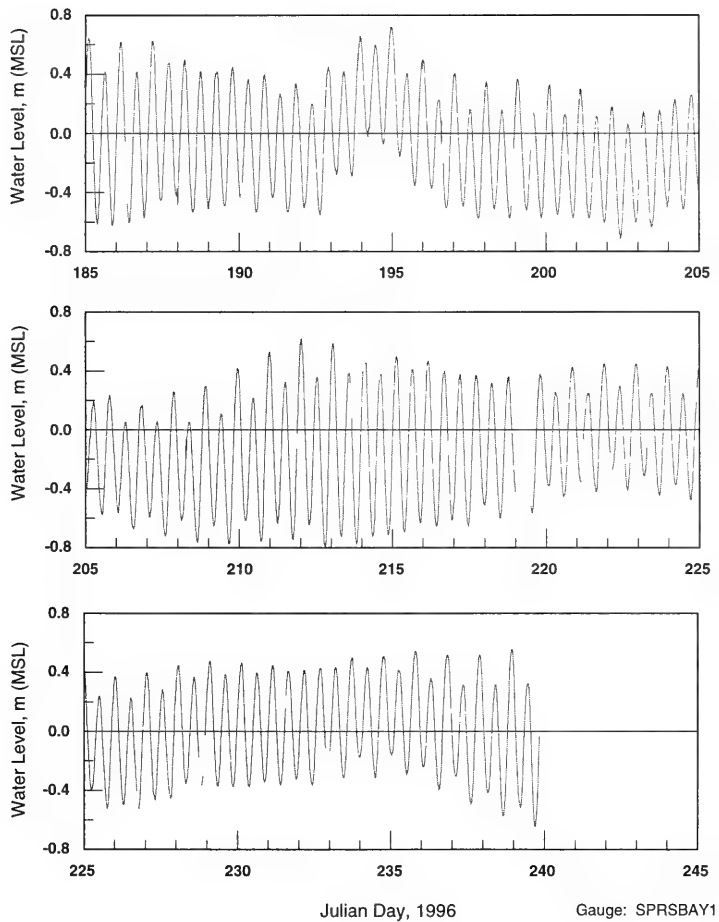 0.8
0.4
0.0
-0.4
-0.8
Water Level, m (MSL)
185 190 195 200 205
0.8
0.4
0.0
-0.4
-0.8
Water Level, m (MSL)
205 210 215 220 225
0.8
0.4
0.0
-0.4
-0.8
Water Level, m (MSL)
225 230 235 240 245
Julian Day, 1996
Gauge: SPRSBAY1